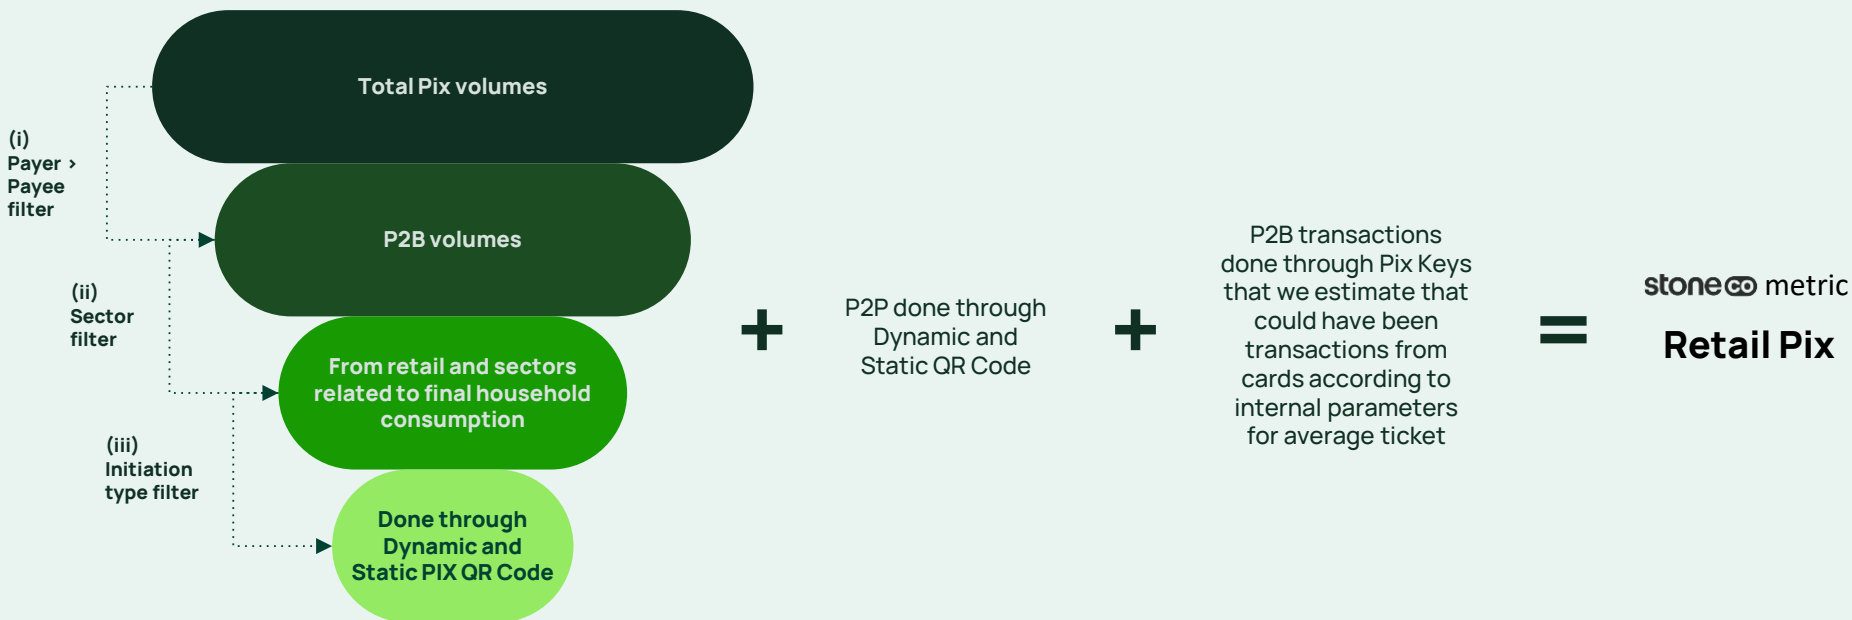 Total Pix volumes
(i)
Payer >
Payee
filter
P2B volumes
(ii)
Sector
filter
From retail and sectors
related to final household
consumption
(iii)
Initiation
type filter
Done through
Dynamic and
Static PIX QR Code
+
P2P done through
Dynamic and
Static QR Code
+
P2B transactions
done through Pix Keys
that we estimate that
could have been
transactions from
cards according to
internal parameters
for average ticket
=
stoneco metric
Retail Pix